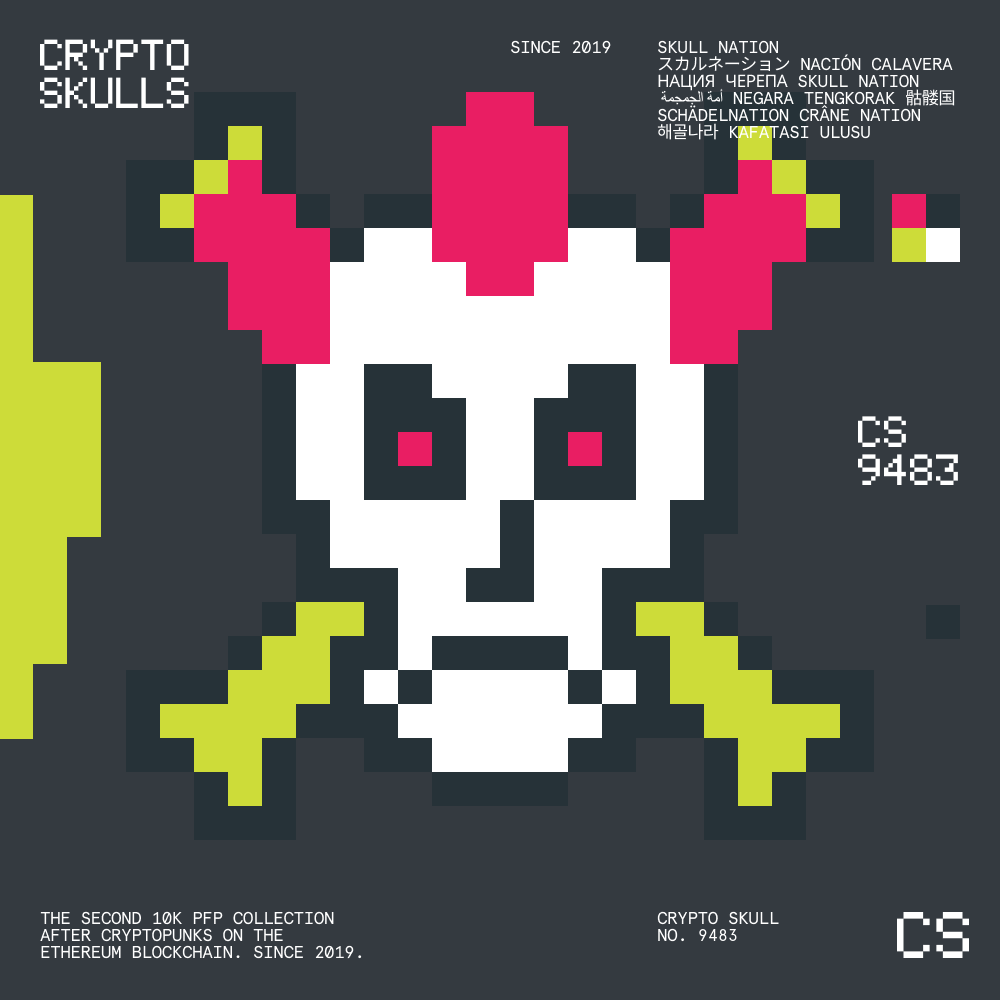 CRYPTO
SKULLS
SINCE 2019
SKULL NATION
スカルネーション NACIÓN CALAVERA
НАЦИЯ ЧЕРЕПА SKULL NATION
أمة الجمجمة NEGARA TENGKORAK 骷髅国
SCHÄDELNATION CRÂNE NATION
해골나라 KAFATASI ULUSU
CS
9483
THE SECOND 10K PFP COLLECTION
AFTER CRYPTOPUNKS ON THE
ETHEREUM BLOCKCHAIN. SINCE 2019.
CRYPTO SKULL
NO. 9483
CS